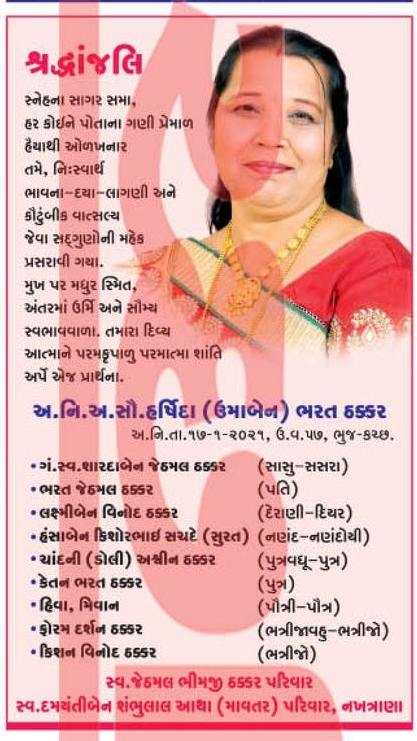 શ્રદ્ધાંજલિ
સ્નેહના સાગર સમા,
હર કોઈને પોતાના ગણી પ્રેમાળ
હૈયાથી ઓળખનાર
તમે, નિઃસ્વાર્થ
ભાવના-દયા-લાગણી અને
કૌટુંબીક વાત્સલ્ય
જેવા સદ્‌ગુણોની મહેક
પ્રસરાવી ગયા.
મુખ પર મધુર સ્મિત,
અંતરમાં ઉર્મિ અને સૌમ્ય
સ્વભાવવાળા. તમારા દિવ્ય
આત્માને પરમકૃપાળુ પરમાત્મા શાંતિ
અર્પે એજ પ્રાર્થના.
અ.નિ.અ.સૌ.હર્ષિદા (ઉમાબેન) ભરત ઠક્કર
અ.નિ.તા.૧૭-૧-૨૦૨૧, ઉ.વ.૫૭, ભુજ-કચ્છ.
• ગં.સ્વ.શારદાબેન જેઠમલ ઠક્કર (સાસુ-સસરા)
• ભરત જેઠમલ ઠક્કર (પતિ)
• લક્ષ્મીબેન વિનોદ ઠક્કર (દેરાણી-દિયર)
• હંસાબેન કિશોરભાઈ સચદે (સુરત) (નણંદ-નણંદોયી)
• ચાંદની (ડોલી) અશ્વીન ઠક્કર (પુત્રવધૂ-પુત્ર)
• કેતન ભરત ઠક્કર (પુત્ર)
• હિવા, મિવાન (પૌત્રી-પૌત્ર)
• ફોરમ દર્શન ઠક્કર (ભત્રીજાવહુ-ભત્રીજો)
• કિશન વિનોદ ઠક્કર (ભત્રીજો)
સ્વ.જેઠમલ ભીમજી ઠક્કર પરિવાર
સ્વ.દમયંતીબેન શંભુલાલ આથા (માવતર) પરિવાર, નખત્રાણા